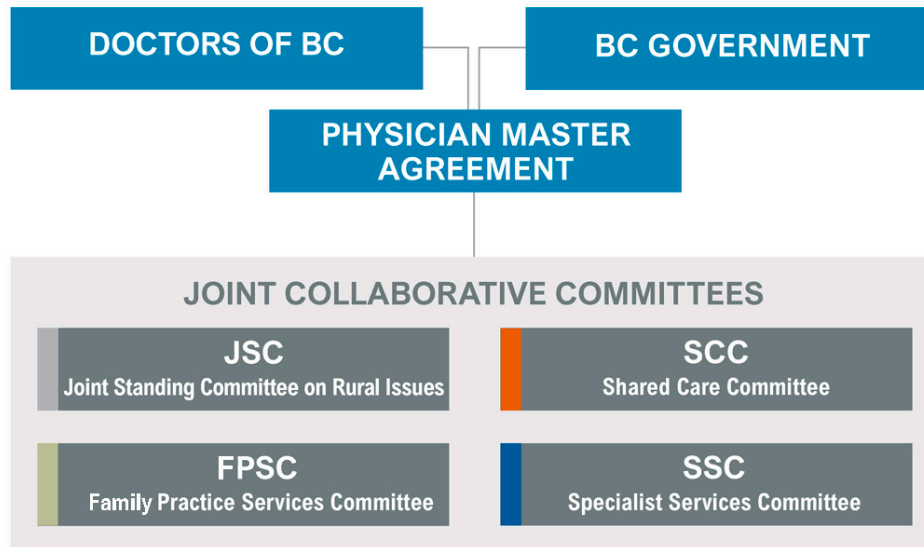 DOCTORS OF BC
BC GOVERNMENT
PHYSICIAN MASTER
AGREEMENT
JOINT COLLABORATIVE COMMITTEES
JSC
Joint Standing Committee on Rural Issues
SCC
Shared Care Committee
FPSC
Family Practice Services Committee
SSC
Specialist Services Committee